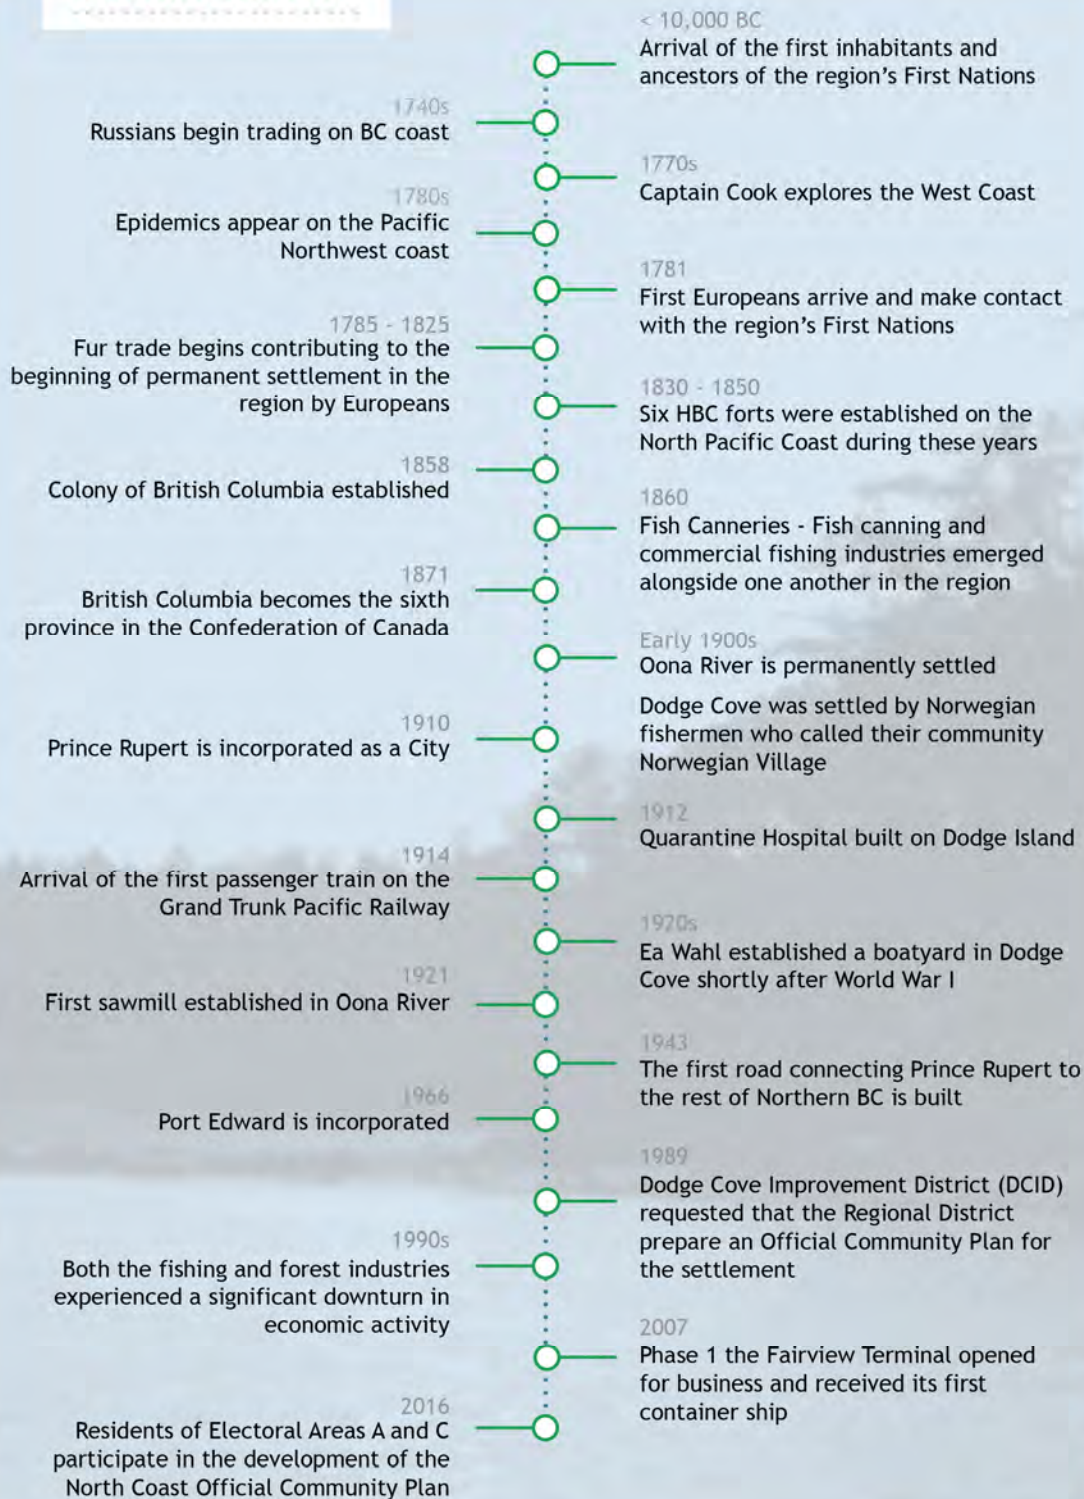 < 10,000 BC
Arrival of the first inhabitants and
ancestors of the region's First Nations
1740s
Russians begin trading on BC coast
1770s
Captain Cook explores the West Coast
1780s
Epidemics appear on the Pacific
Northwest coast
1781
First Europeans arrive and make contact
with the region's First Nations
1785 - 1825
Fur trade begins contributing to the
beginning of permanent settlement in the
region by Europeans
1830 - 1850
Six HBC forts were established on the
North Pacific Coast during these years
1858
Colony of British Columbia established
1860
Fish Canneries - Fish canning and
commercial fishing industries emerged
alongside one another in the region
1871
British Columbia becomes the sixth
province in the Confederation of Canada
Early 1900s
Oona River is permanently settled
Dodge Cove was settled by Norwegian
fishermen who called their community
Norwegian Village
1910
Prince Rupert is incorporated as a City
1912
Quarantine Hospital built on Dodge Island
1914
Arrival of the first passenger train on the
Grand Trunk Pacific Railway
1920s
Ea Wahl established a boatyard in Dodge
Cove shortly after World War I
1921
First sawmill established in Oona River
1943
The first road connecting Prince Rupert to
the rest of Northern BC is built
1966
Port Edward is incorporated
1989
Dodge Cove Improvement District (DCID)
requested that the Regional District
prepare an Official Community Plan for
the settlement
1990s
Both the fishing and forest industries
experienced a significant downturn in
economic activity
2007
Phase 1 the Fairview Terminal opened
for business and received its first
container ship
2016
Residents of Electoral Areas A and C
participate in the development of the
North Coast Official Community Plan